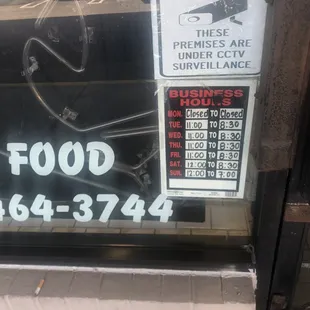 THESE
PREMISES ARE
UNDER CCTV
SURVEILLANCE
BUSINESS
HOURS
MON. Closed TO Closed
TUE. 11:00 TO 8:30
WED. 11:00 TO 8:30
THU. 11:00 TO 8:30
FRI. 11:00 TO 8:30
SAT. 12:00 TO 8:30
SUN. 12:00 TO 7:00
FOOD
464-3744